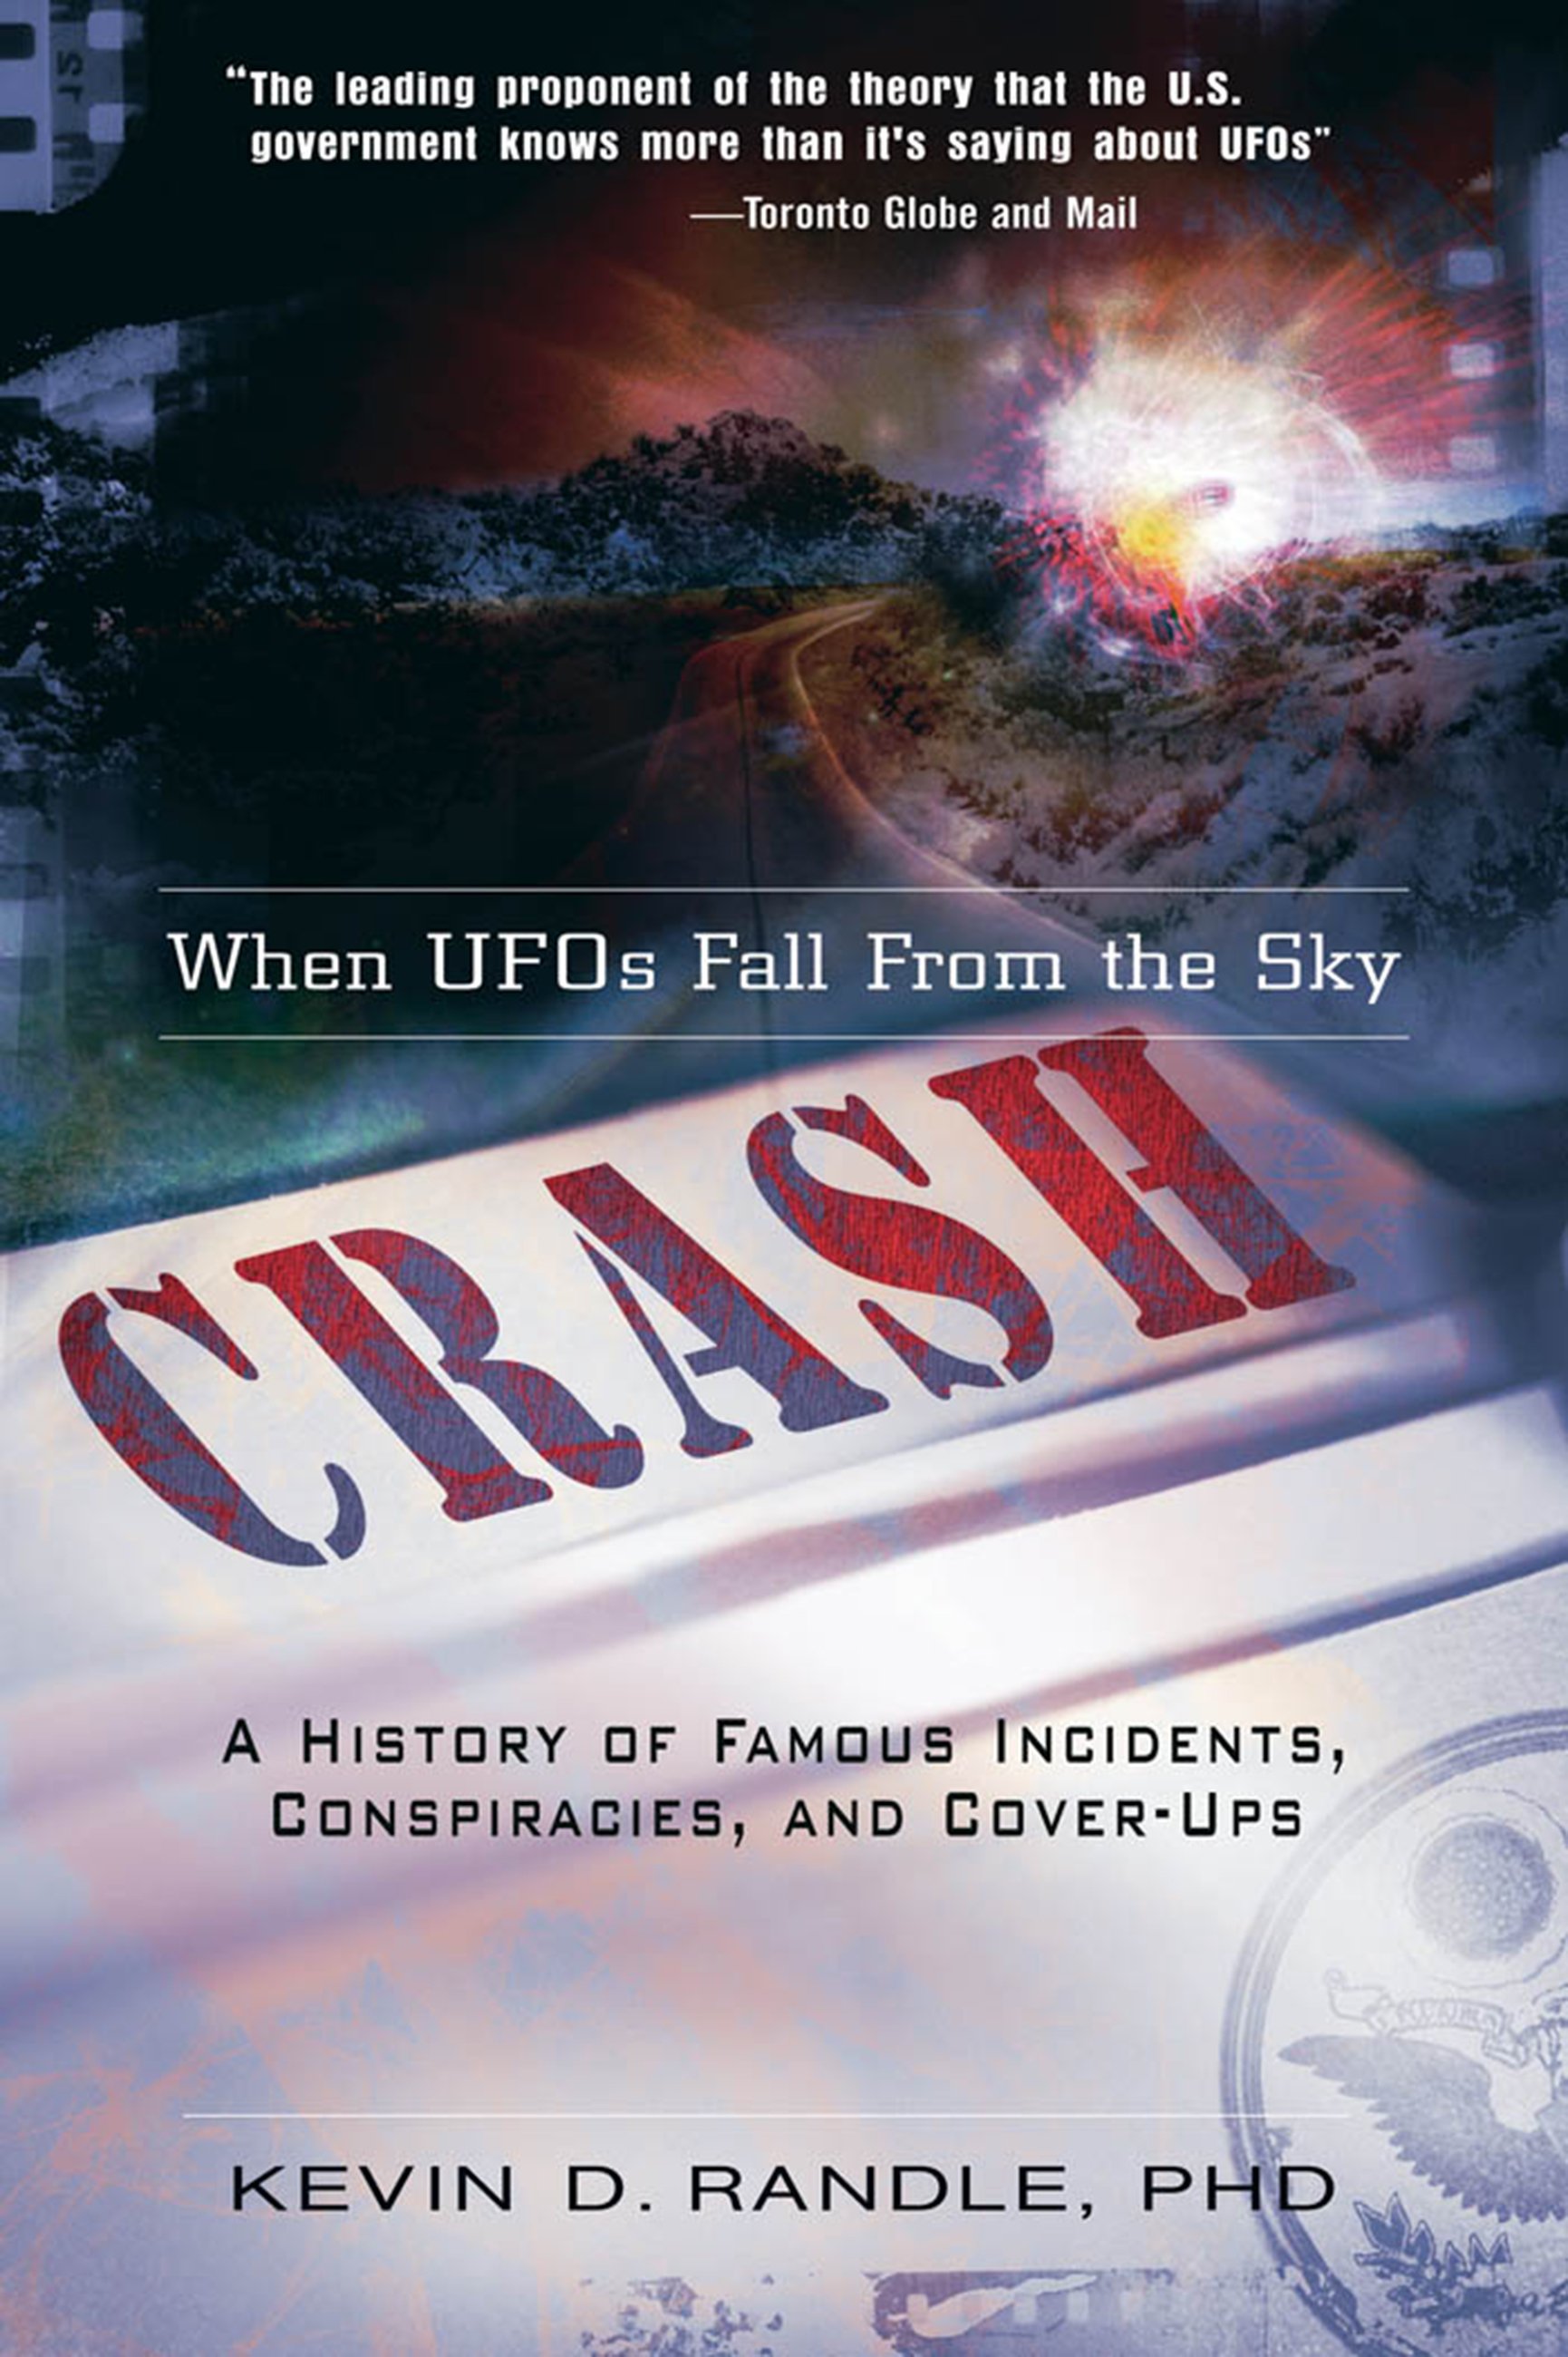 “The leading proponent of the theory that the U.S.
government knows more than it's saying about UFOs”
—Toronto Globe and Mail
When UFOs Fall From the Sky
CRASH
A History of Famous Incidents,
Conspiracies, and Cover-Ups
KEVIN D. RANDLE, PHD